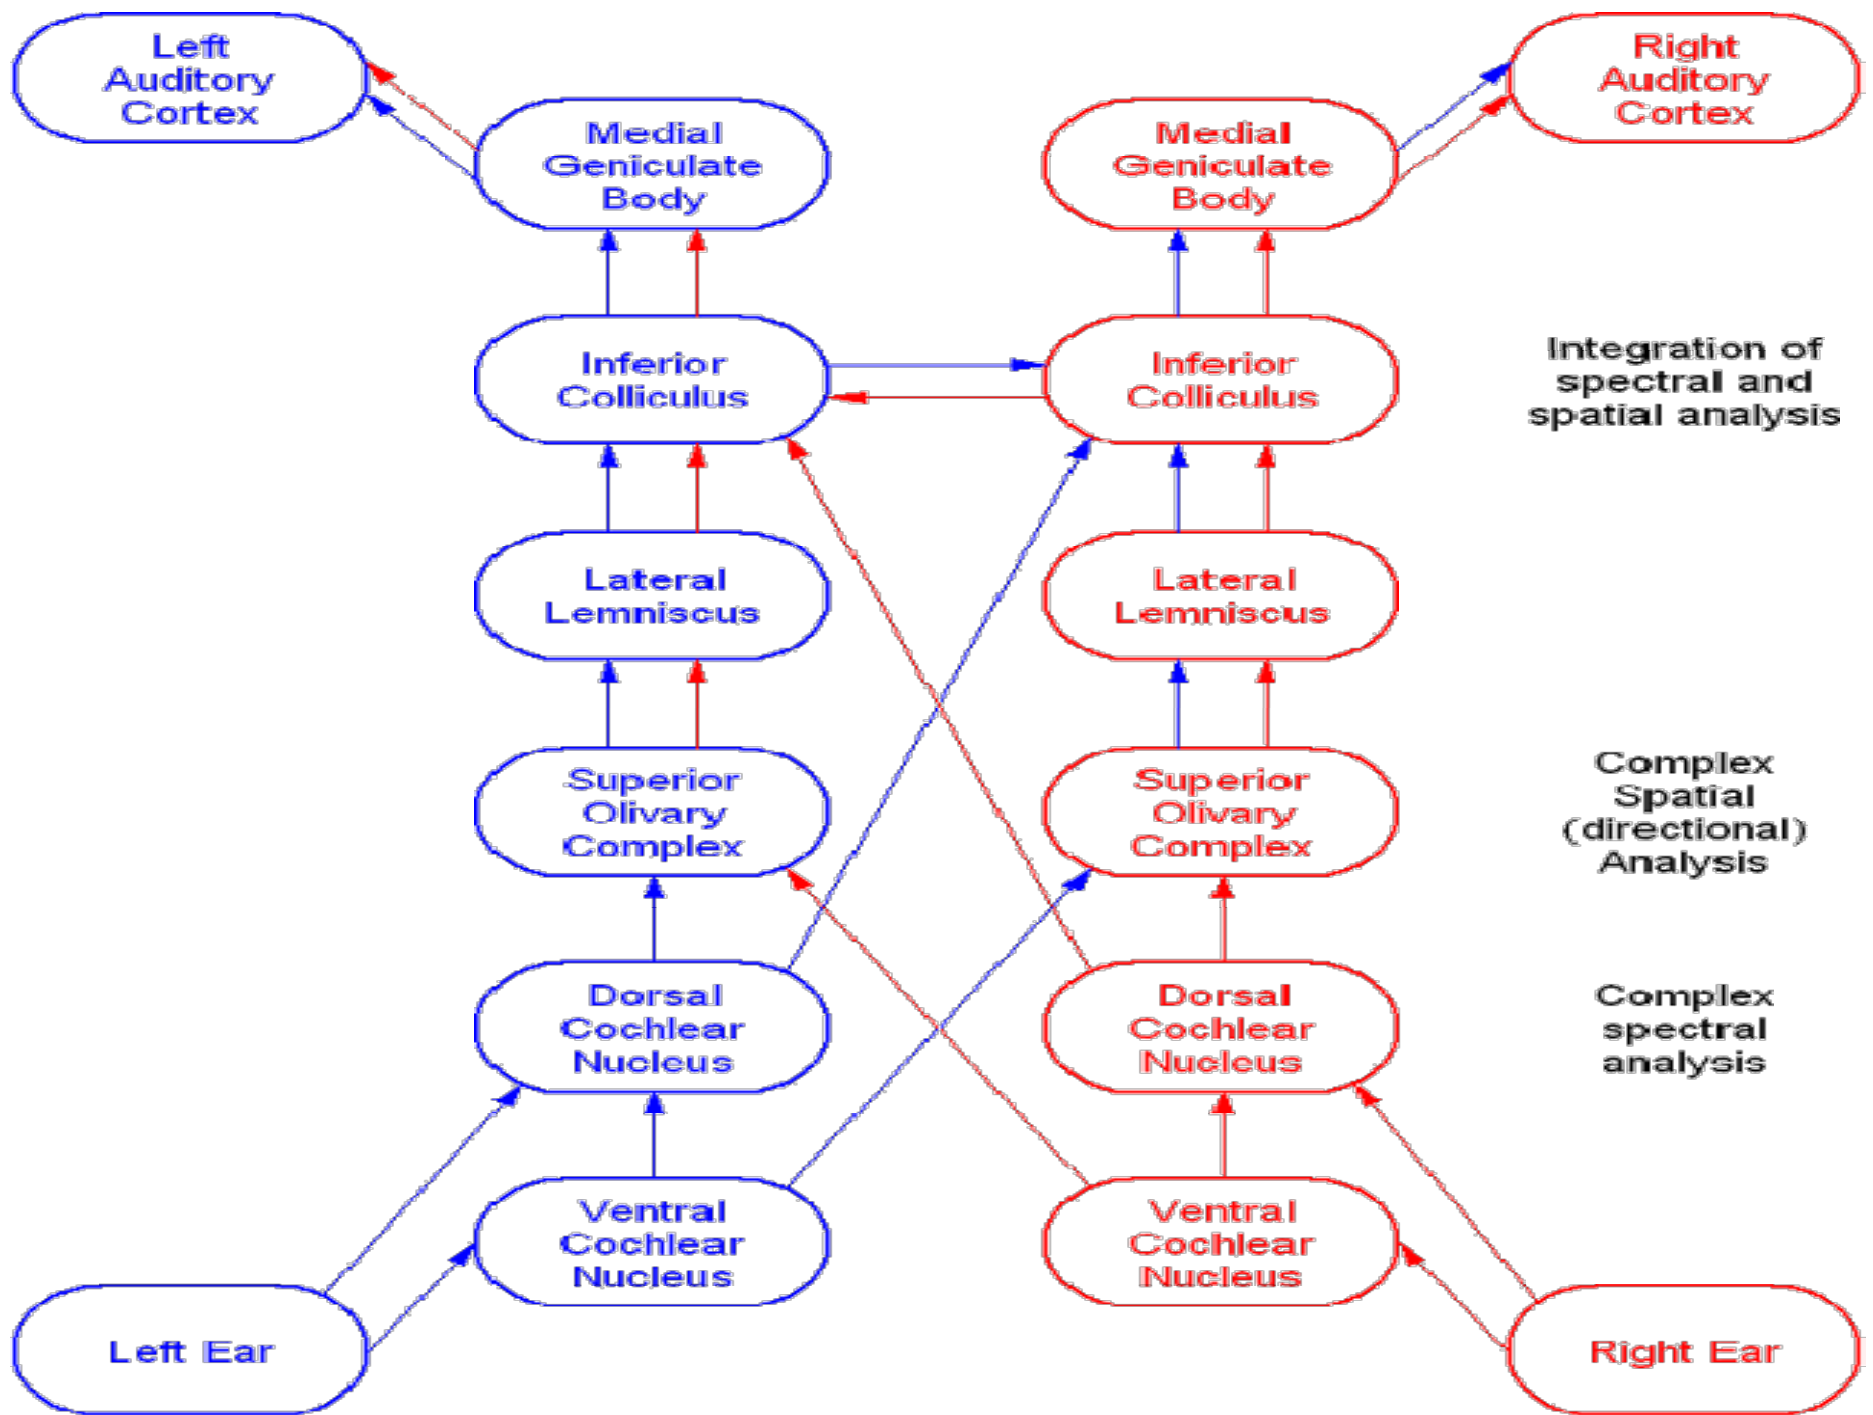 Left
Auditory
Cortex
Right
Auditory
Cortex
Medial
Geniculate
Body
Medial
Geniculate
Body
Inferior
Colliculus
Inferior
Colliculus
Integration of
spectral and
spatial analysis
Lateral
Lemniscus
Lateral
Lemniscus
Superior
Olivary
Complex
Superior
Olivary
Complex
Complex
Spatial
(directional)
Analysis
Dorsal
Cochlear
Nucleus
Dorsal
Cochlear
Nucleus
Complex
spectral
analysis
Ventral
Cochlear
Nucleus
Ventral
Cochlear
Nucleus
Left Ear
Right Ear